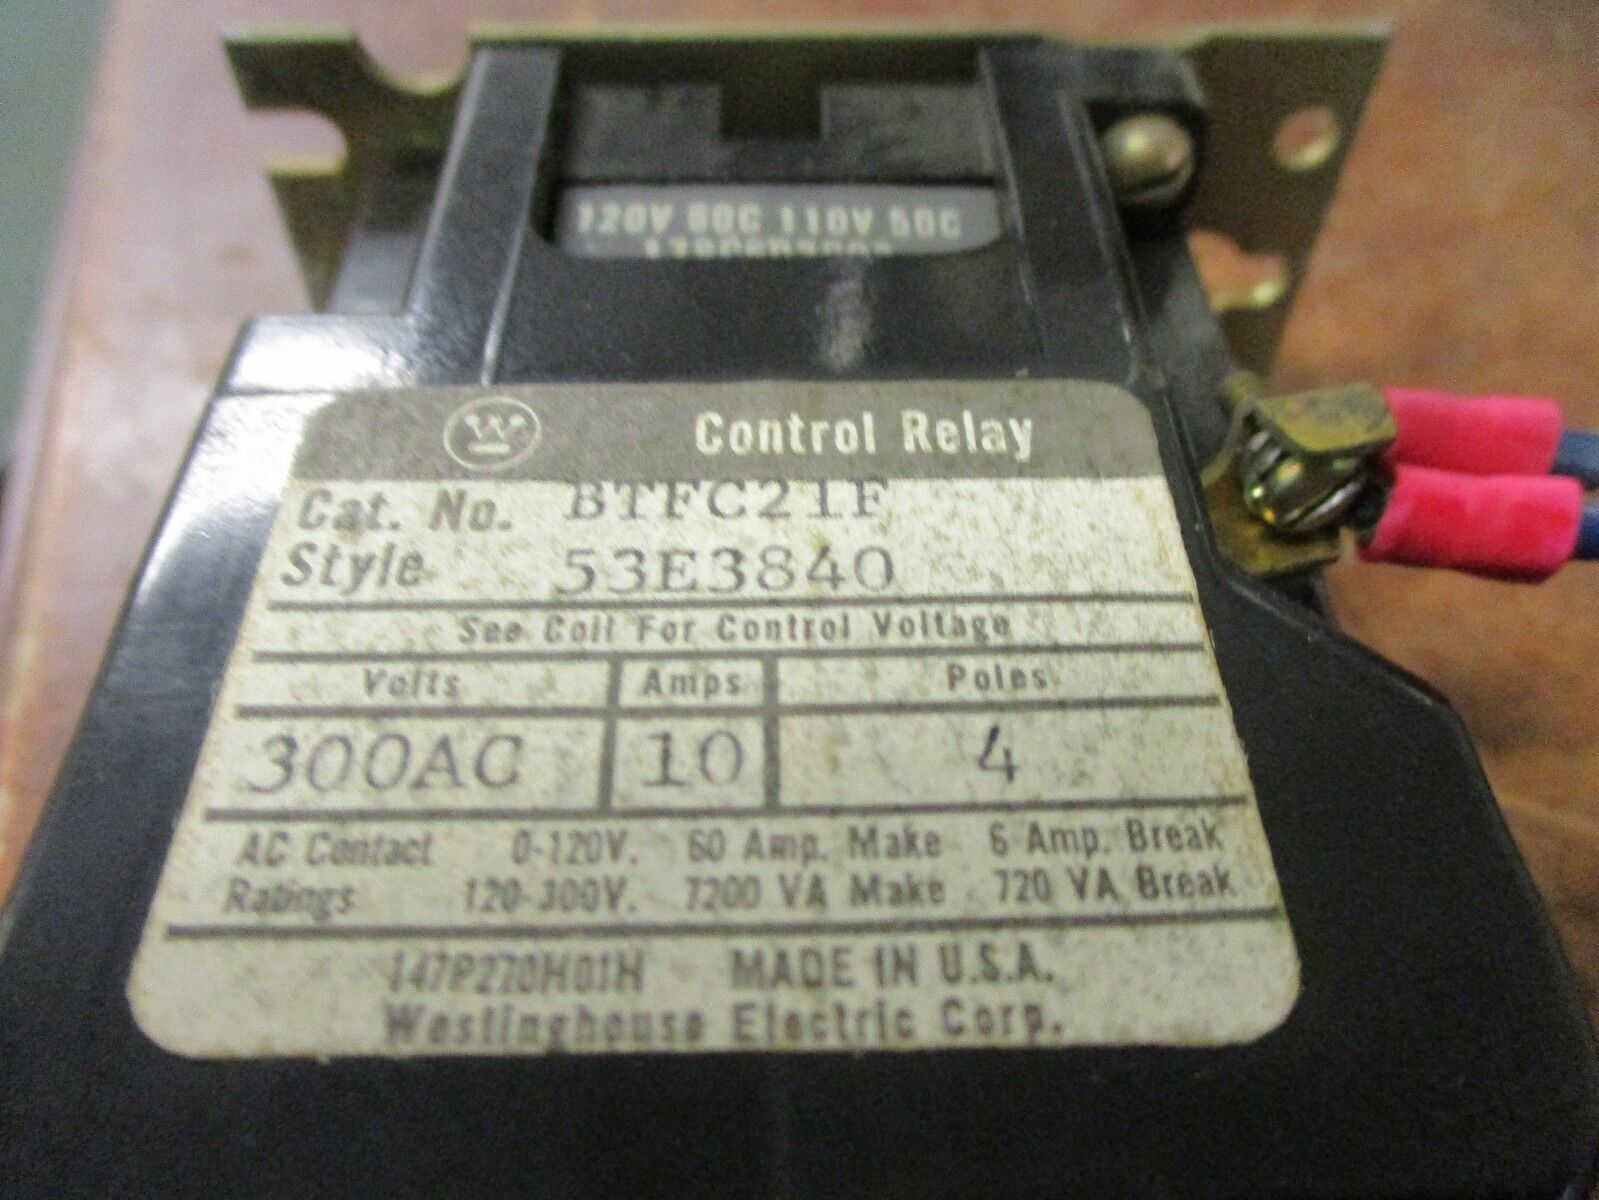 120V 60C 110V 50C
Control Relay
Cat. No. BTFC21F
Style 53E3840
See Coil For Control Voltage
Volts Amps Poles
300AC 10 4
AC Contact 0-120V. 60 Amp. Make 6 Amp. Break
Ratings 120-300V. 7200 VA Make 720 VA Break
147P270H01H MADE IN U.S.A.
Westinghouse Electric Corp.